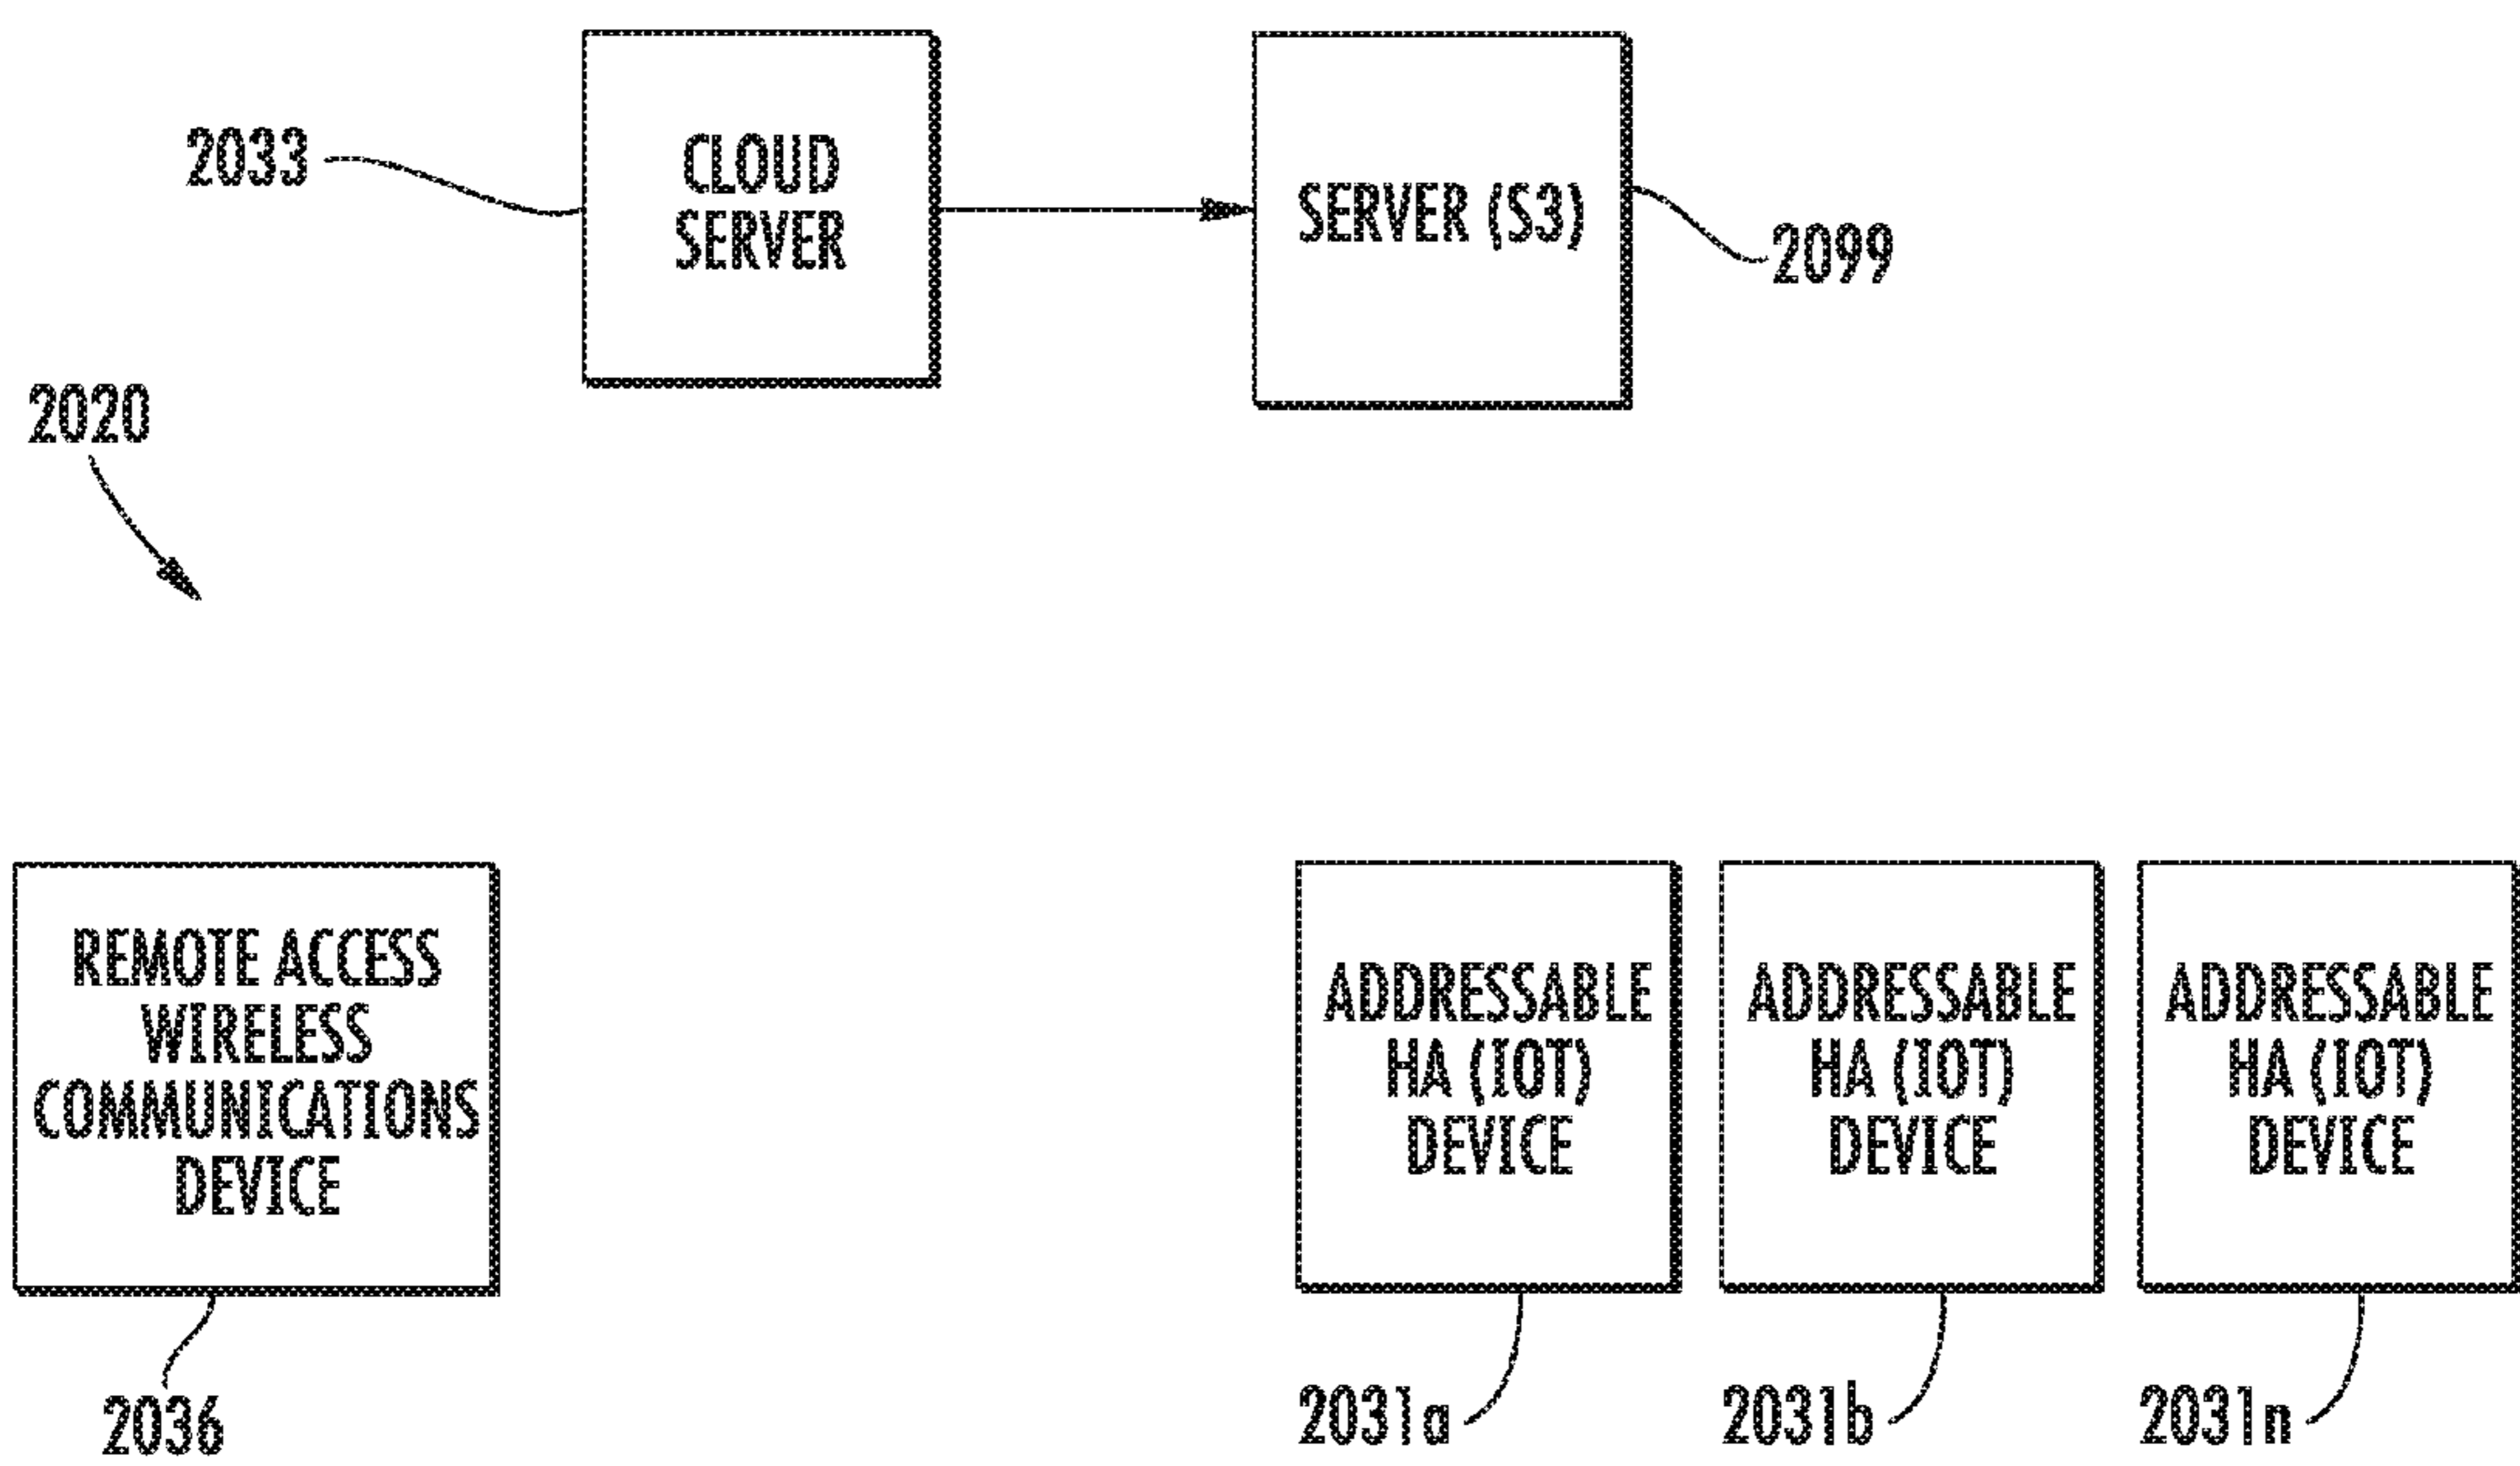 2033
CLOUD
SERVER
SERVER (S3)
2099
2020
REMOTE ACCESS
WIRELESS
COMMUNICATIONS
DEVICE
2036
ADDRESSABLE
HA (IOT)
DEVICE
2031a
ADDRESSABLE
HA (IOT)
DEVICE
2031b
ADDRESSABLE
HA (IOT)
DEVICE
2031n